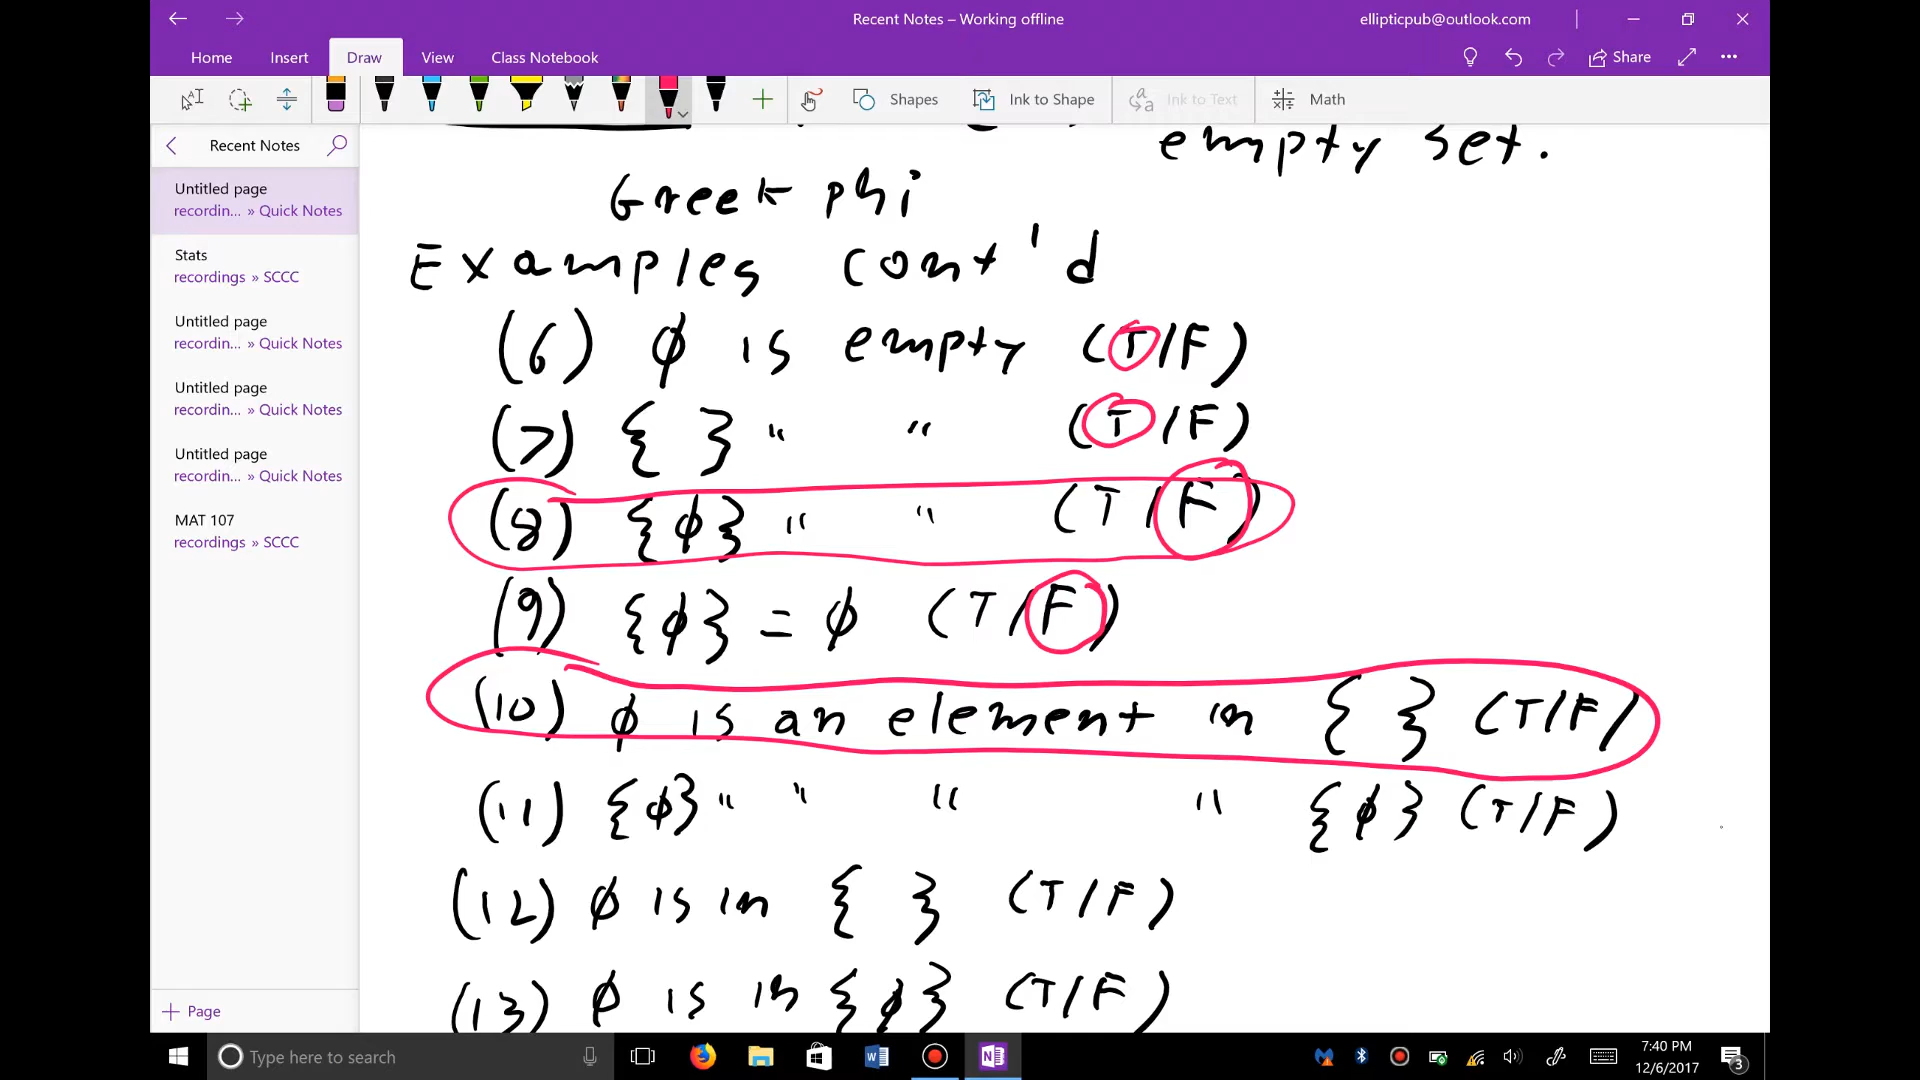 Recent Notes – Working offline
ellipticpub@outlook.com
Home Insert Draw View Class Notebook
Share
Shapes Ink to Shape Ink to Text Math
Recent Notes
Untitled page
recordin... » Quick Notes
Stats
recordings » SCCC
Untitled page
recordin... » Quick Notes
Untitled page
recordin... » Quick Notes
Untitled page
recordin... » Quick Notes
MAT 107
recordings » SCCC
+ Page
empty set.
Greek phi
Examples cont'd
(6) ϕ is empty (T/F)
(7) { } " " (T/F)
(8) {ϕ} " " (T/F)
(9) {ϕ} = ϕ (T/F)
(10) ϕ is an element in { } (T/F)
(11) {ϕ} " " " " {ϕ} (T/F)
(12) ϕ is in { } (T/F)
(13) ϕ is in {ϕ} (T/F)
Type here to search
7:40 PM
12/6/2017
3